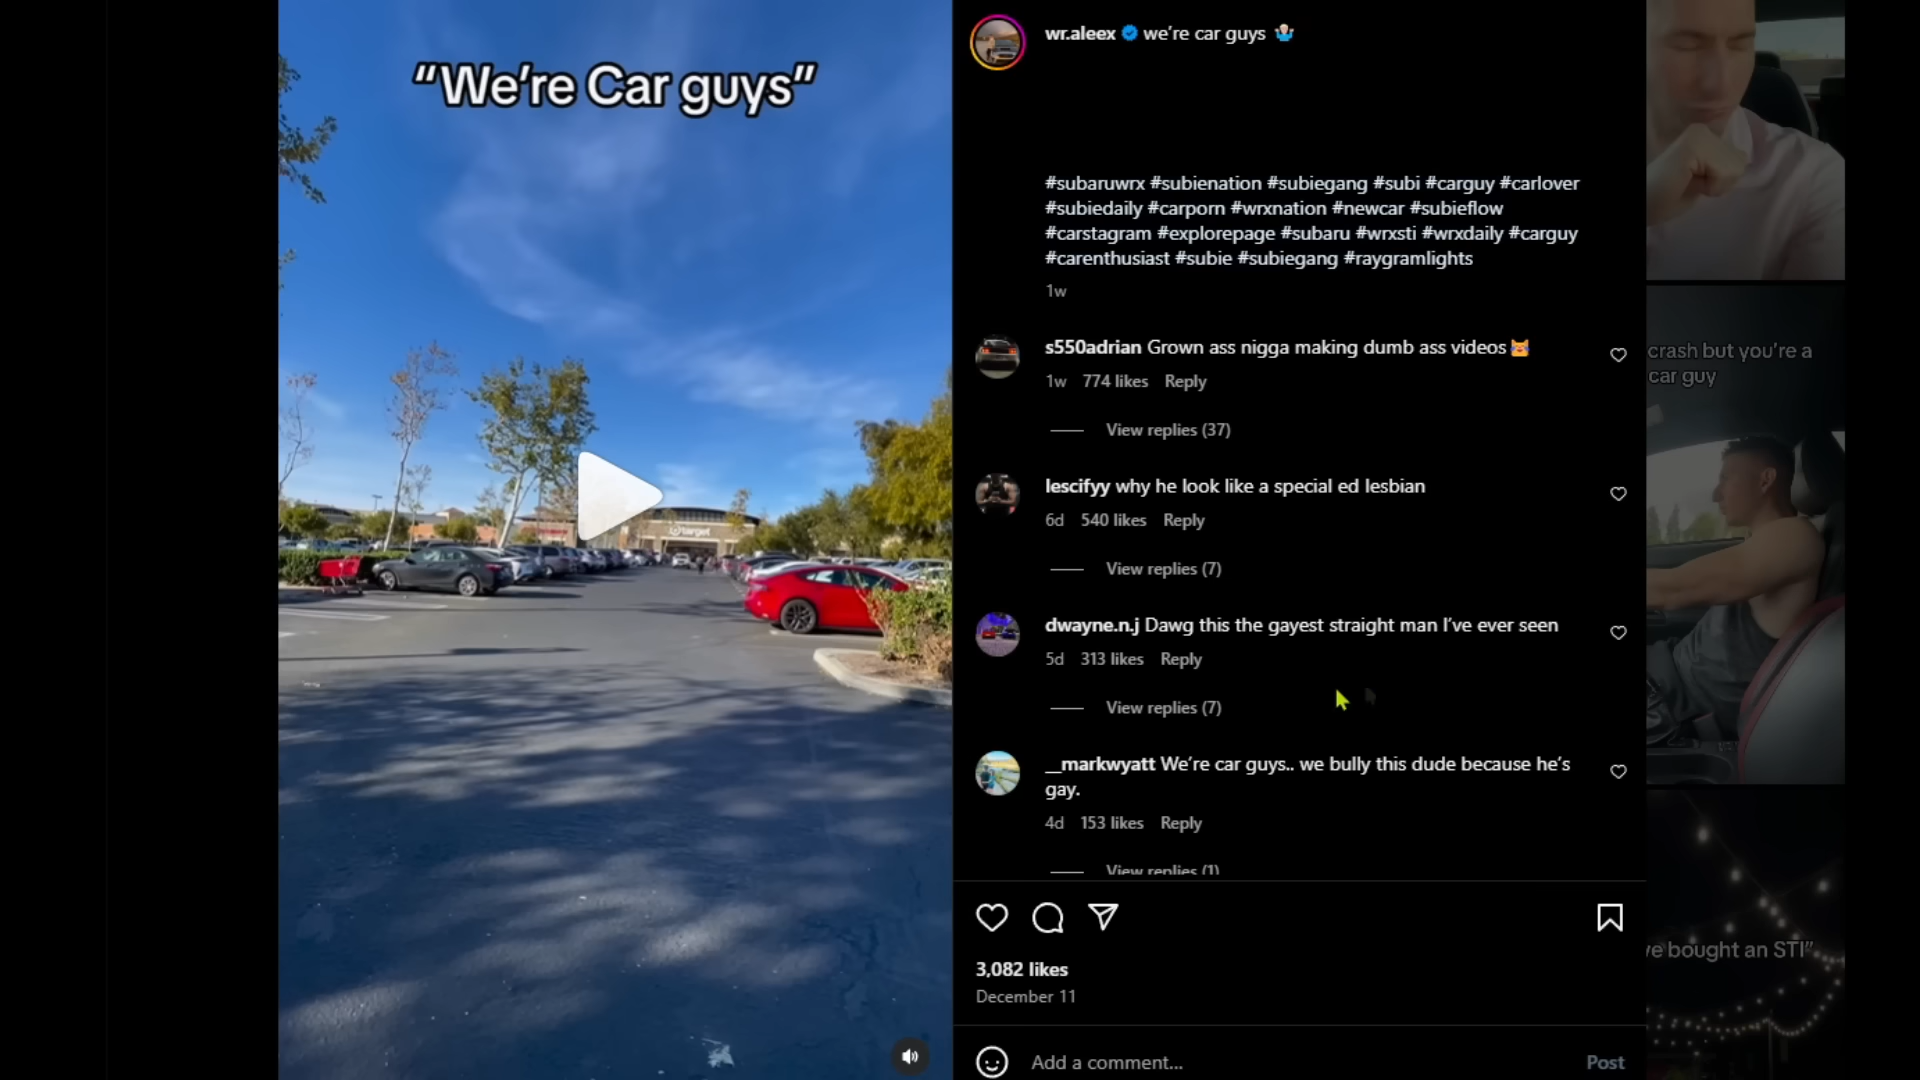 "We're Car guys"
target
wr.aleex we're car guys 🤷🏻‍♂️
#subaruwrx #subienation #subiegang #subi #carguy #carlover
#subiedaily #carporn #wrxnation #newcar #subieflow
#carstagram #explorepage #subaru #wrxsti #wrxdaily #carguy
#carenthusiast #subie #subiegang #raygramlights
1w
s550adrian Grown ass nigga making dumb ass videos 😹
1w 774 likes Reply
View replies (37)
lescifyy why he look like a special ed lesbian
6d 540 likes Reply
View replies (7)
dwayne.n.j Dawg this the gayest straight man I've ever seen
5d 313 likes Reply
View replies (7)
__markwyatt We're car guys.. we bully this dude because he's
gay.
4d 153 likes Reply
View replies (1)
3,082 likes
December 11
Add a comment...
Post
crash but you're a
car guy
bought an STI"